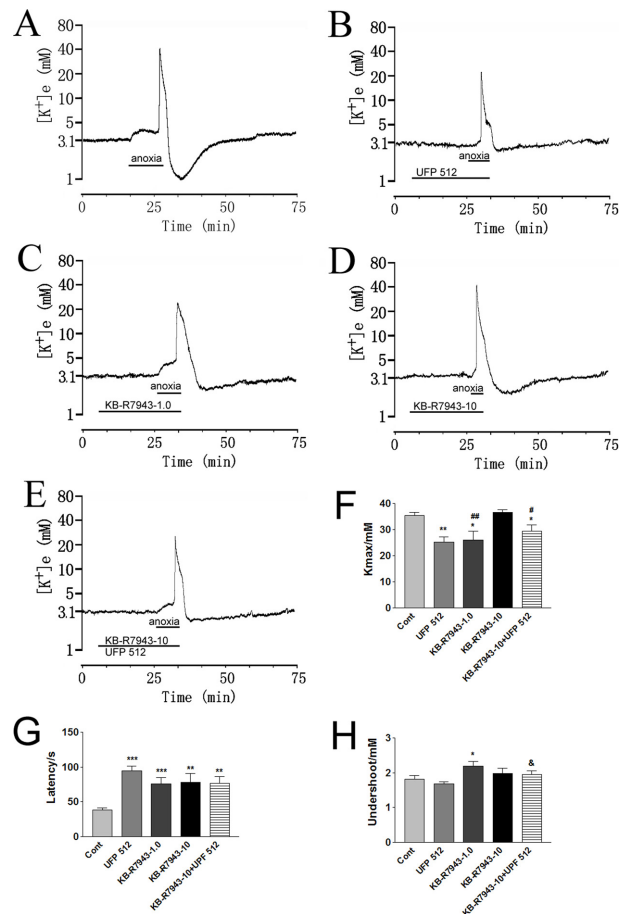 A
[K⁺]e (mM)
80
40
20
10
5
3.1
1
anoxia
0
25
50
75
Time (min)
B
[K⁺]e (mM)
80
40
20
10
5
3.1
1
anoxia
UFP 512
0
25
50
75
Time (min)
C
[K⁺]e (mM)
80
40
20
10
5
3.1
1
anoxia
KB-R7943-1.0
0
25
50
75
Time (min)
D
[K⁺]e (mM)
80
40
20
10
5
3.1
1
anoxia
KB-R7943-10
0
25
50
75
Time (min)
E
[K⁺]e (mM)
80
40
20
10
5
3.1
1
anoxia
KB-R7943-10
UFP 512
0
25
50
75
Time (min)
F
Kmax/mM
40
30
20
10
0
**
##
*
#
*
Cont
UFP 512
KB-R7943-1.0
KB-R7943-10
KB-R7943-10+UFP 512
G
Latency/s
150
100
50
0
***
***
**
**
Cont
UFP 512
KB-R7943-1.0
KB-R7943-10
KB-R7943-10+UPF 512
H
Undershoot/mM
3
2
1
0
*
&
Cont
UFP 512
KB-R7943-1.0
KB-R7943-10
KB-R7943-10+UPF 512